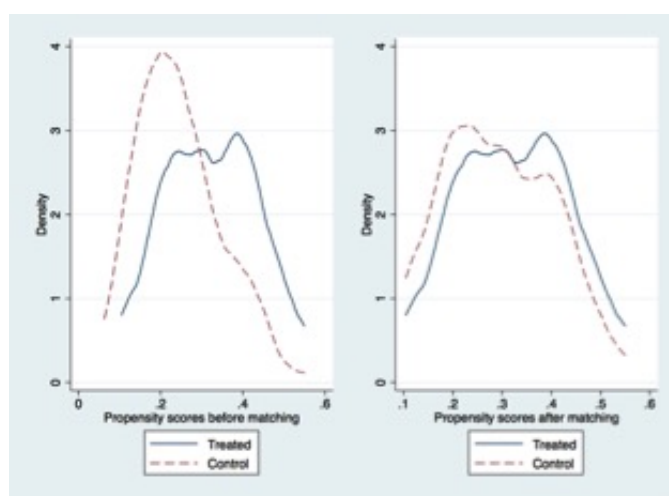 Density
4
3
2
1
0
0
.2
.4
.6
Propensity scores before matching
Treated
Control
Density
4
3
2
1
0
.1
.2
.3
.4
.5
.6
Propensity scores after matching
Treated
Control